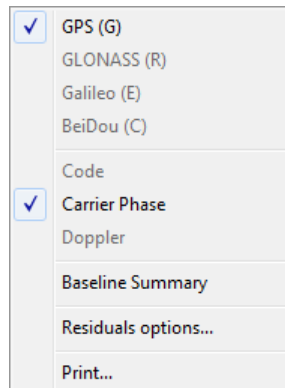 GPS (G)
GLONASS (R)
Galileo (E)
BeiDou (C)
Code
Carrier Phase
Doppler
Baseline Summary
Residuals options...
Print...